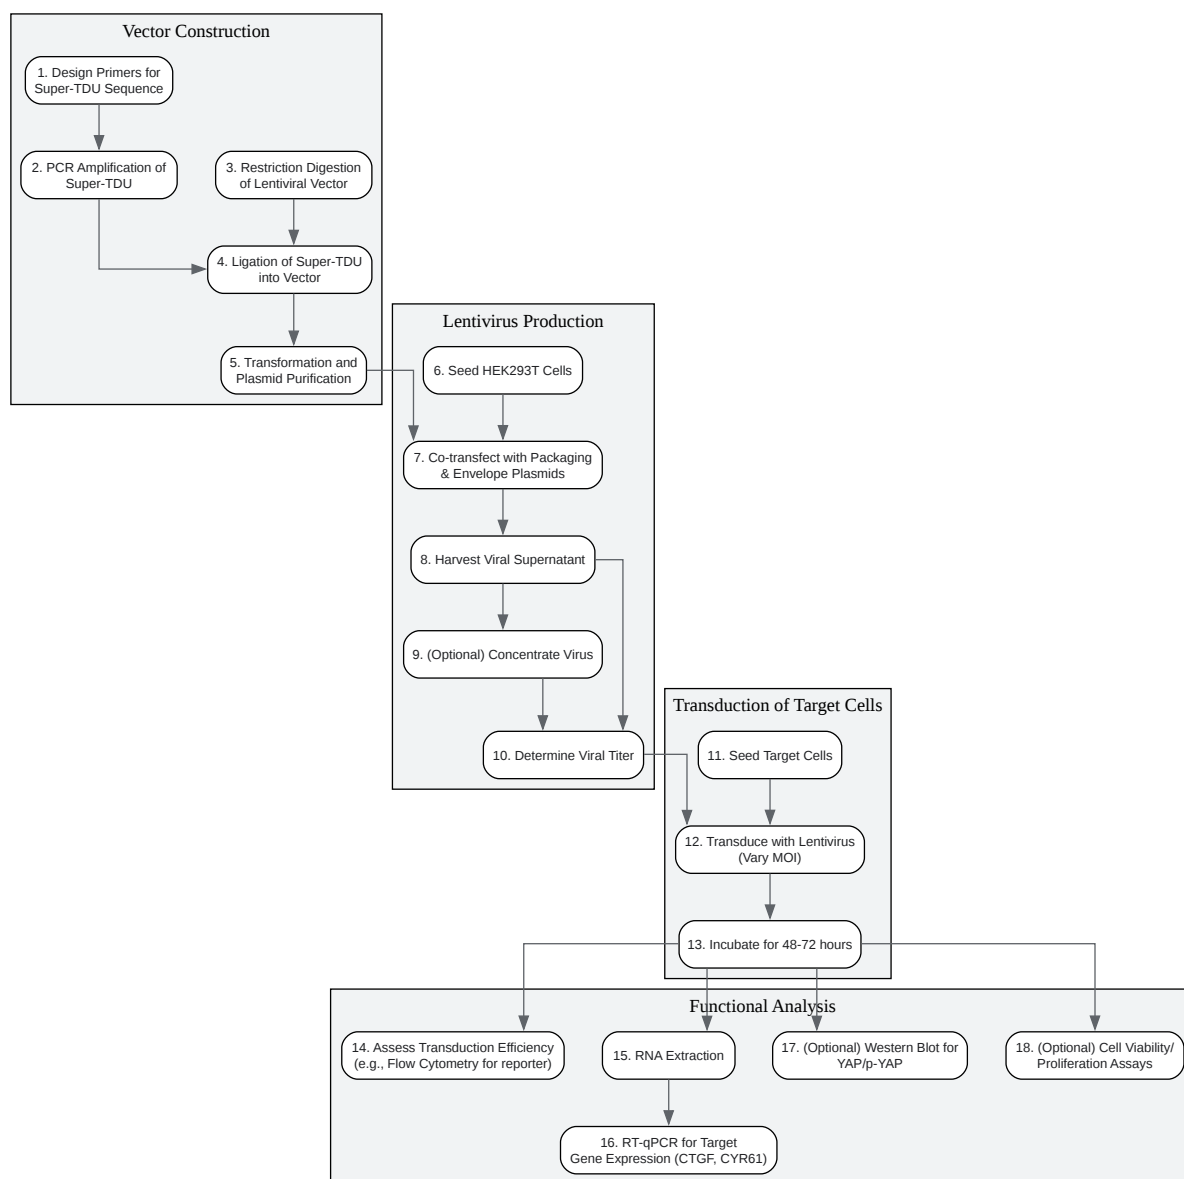 Vector Construction
1. Design Primers for
Super-TDU Sequence
2. PCR Amplification of
Super-TDU
3. Restriction Digestion
of Lentiviral Vector
4. Ligation of Super-TDU
into Vector
5. Transformation and
Plasmid Purification
Lentivirus Production
6. Seed HEK293T Cells
7. Co-transfect with Packaging
& Envelope Plasmids
8. Harvest Viral Supernatant
9. (Optional) Concentrate Virus
10. Determine Viral Titer
Transduction of Target Cells
11. Seed Target Cells
12. Transduce with Lentivirus
(Vary MOI)
13. Incubate for 48-72 hours
Functional Analysis
14. Assess Transduction Efficiency
(e.g., Flow Cytometry for reporter)
15. RNA Extraction
17. (Optional) Western Blot for
YAP/p-YAP
18. (Optional) Cell Viability/
Proliferation Assays
16. RT-qPCR for Target
Gene Expression (CTGF, CYR61)